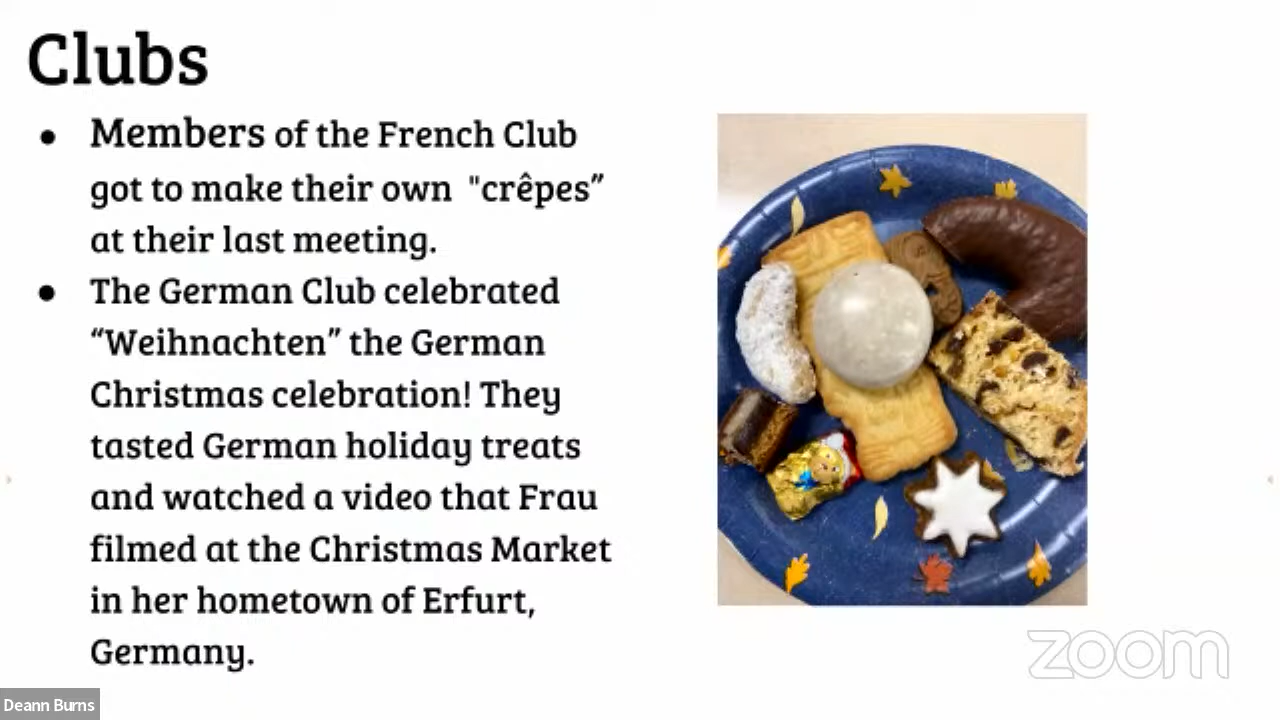 Clubs
● Members of the French Club
got to make their own "crêpes”
at their last meeting.
● The German Club celebrated
“Weihnachten” the German
Christmas celebration! They
tasted German holiday treats
and watched a video that Frau
filmed at the Christmas Market
in her hometown of Erfurt,
Germany.
zoom
Deann Burns